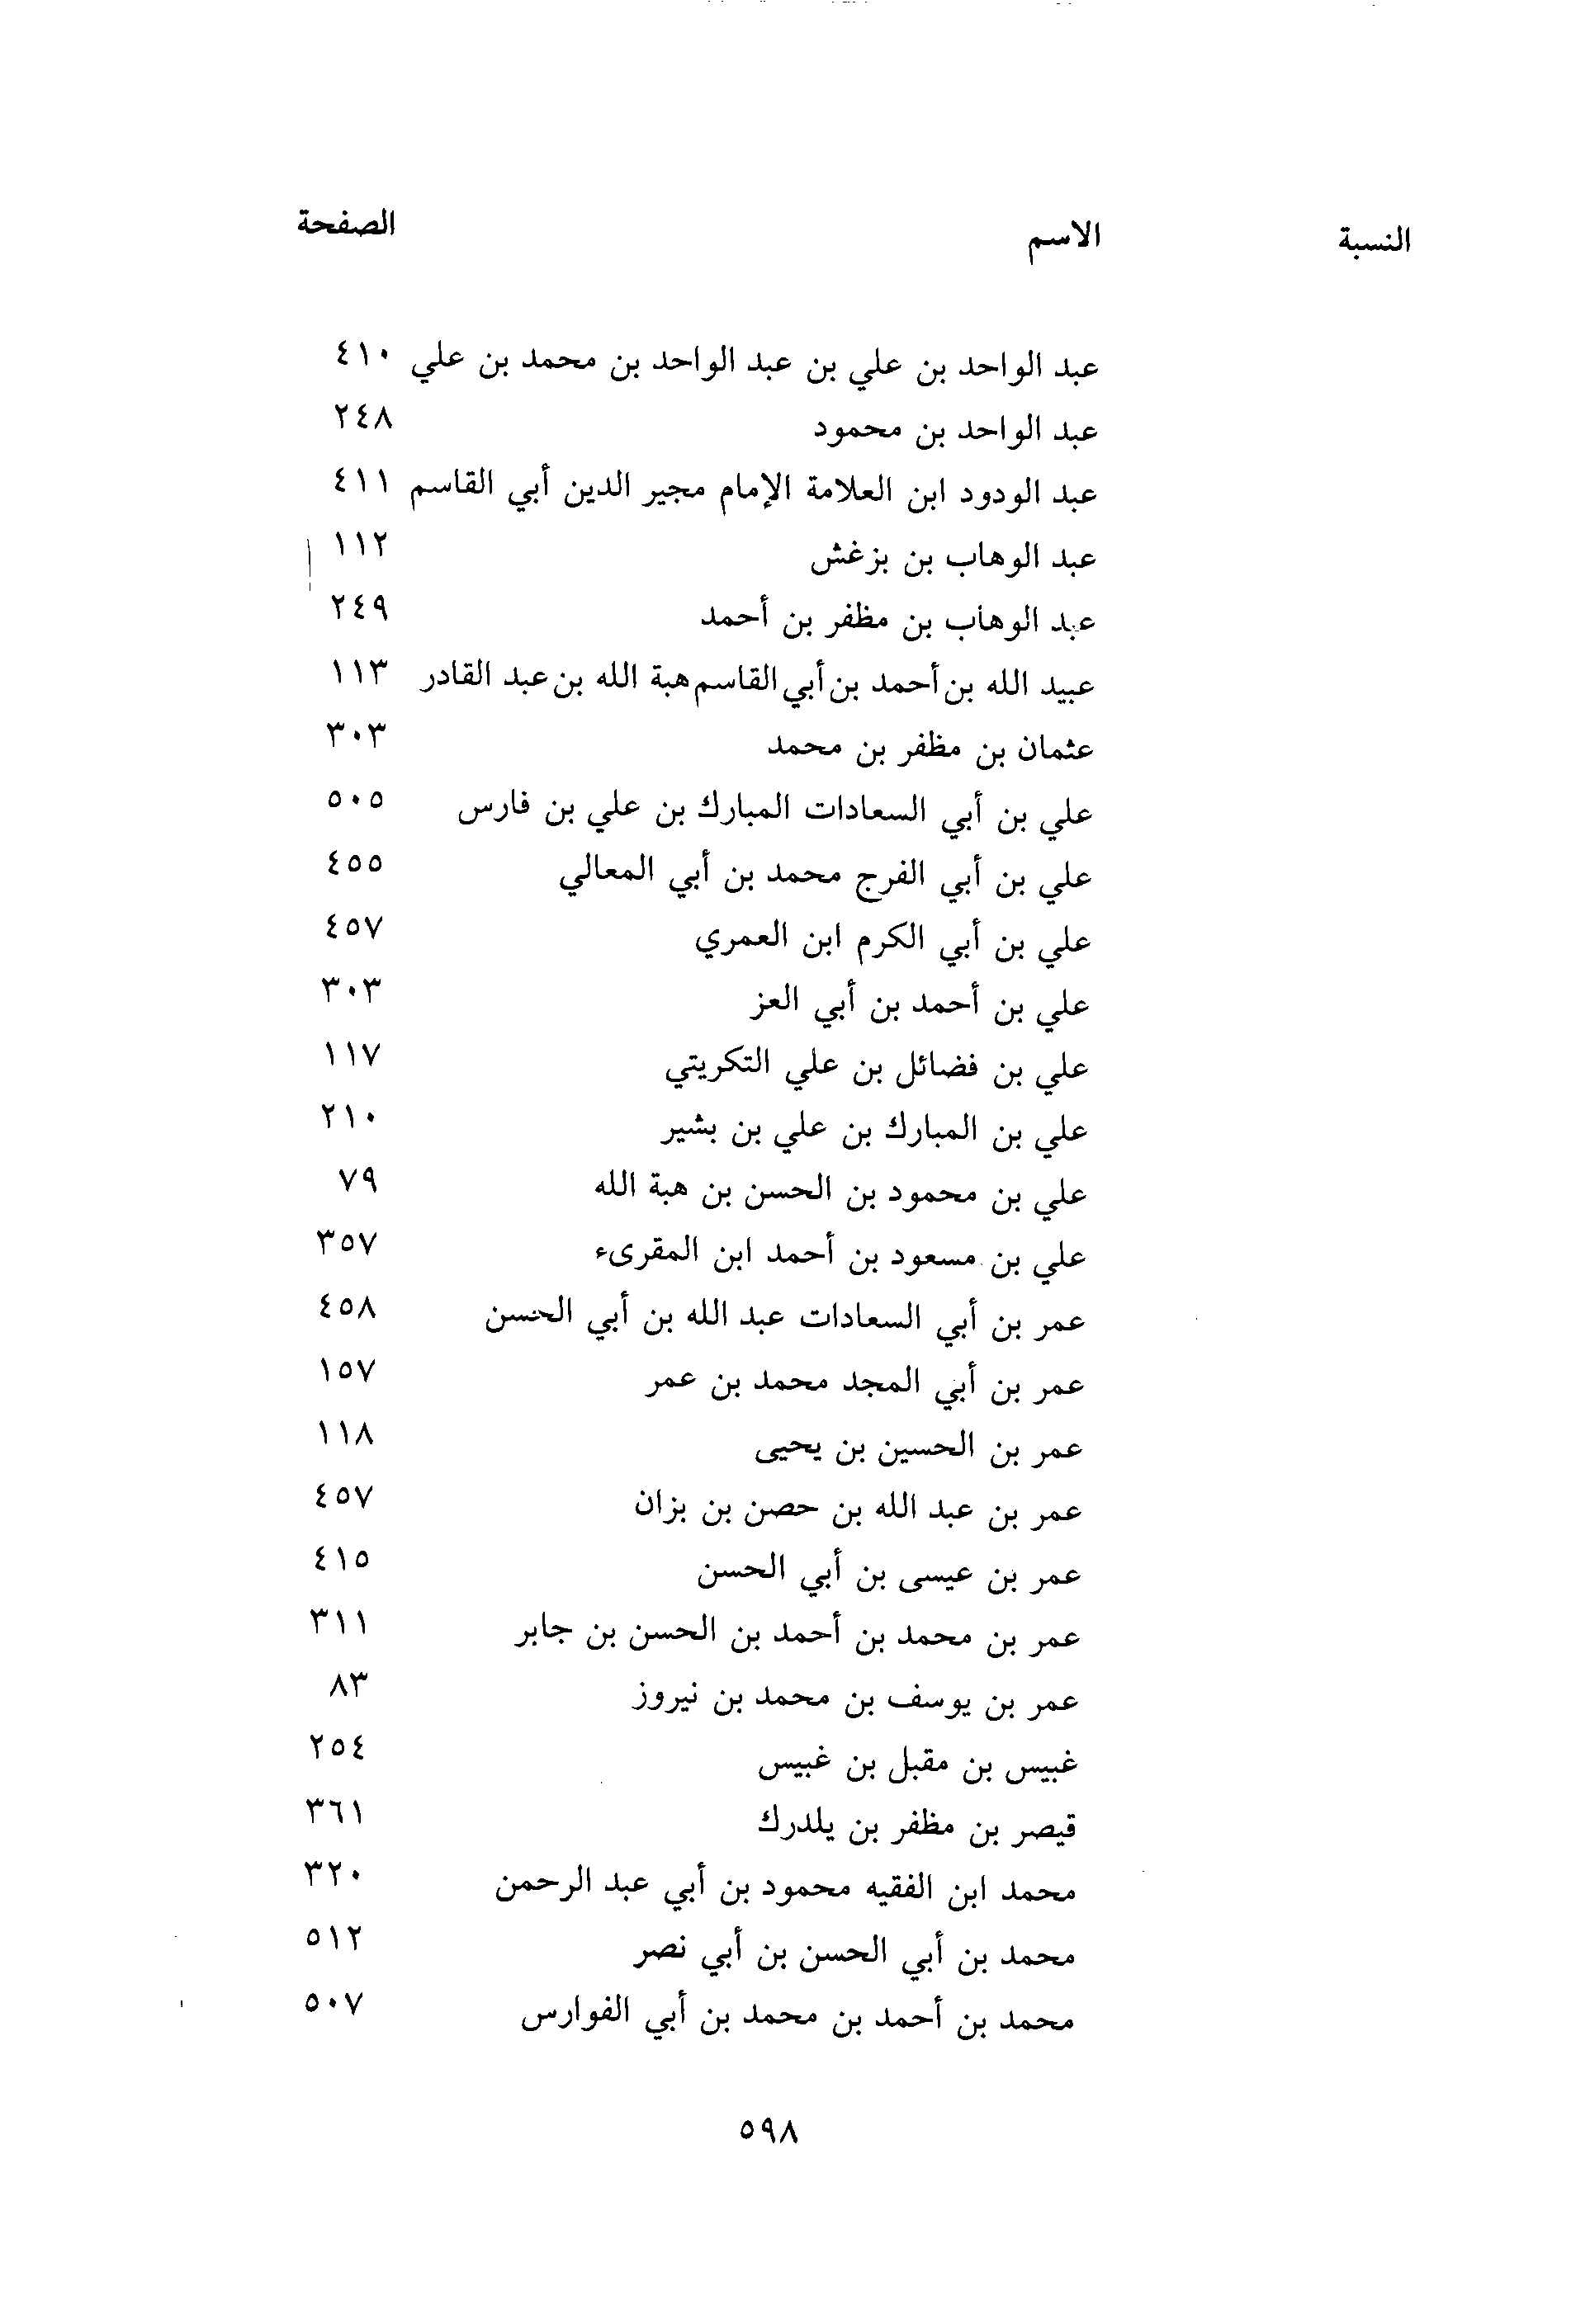 النسبة الاسم الصفحة
عبد الواحد بن علي بن عبد الواحد بن محمد بن علي ٤١٠
عبد الواحد بن محمود ٢٤٨
عبد الودود ابن العلامة الإمام مجير الدين أبي القاسم ٤١١
عبد الوهاب بن بزغش ١١٢
عبد الوهاب بن مظفر بن أحمد ٢٤٩
عبيد الله بن أحمد بن أبي القاسم هبة الله بن عبد القادر ١١٣
عثمان بن مظفر بن محمد ٣٠٣
علي بن أبي السعادات المبارك بن علي بن فارس ٥٠٥
علي بن أبي الفرج محمد بن أبي المعالي ٤٥٥
علي بن أبي الكرم ابن العمري ٤٥٧
علي بن أحمد بن أبي العز ٣٠٣
علي بن فضائل بن علي التكريتي ١١٧
علي بن المبارك بن علي بن بشير ٢١٠
علي بن محمود بن الحسن بن هبة الله ٧٩
علي بن مسعود بن أحمد ابن المقرىء ٣٥٧
عمر بن أبي السعادات عبد الله بن أبي الحسن ٤٥٨
عمر بن أبي المجد محمد بن عمر ١٥٧
عمر بن الحسين بن يحيى ١١٨
عمر بن عبد الله بن حصن بن بزان ٤٥٧
عمر بن عيسى بن أبي الحسن ٤١٥
عمر بن محمد بن أحمد بن الحسن بن جابر ٣١١
عمر بن يوسف بن محمد بن نيروز ٨٣
غبيس بن مقبل بن غبيس ٢٥٤
قيصر بن مظفر بن يلدرك ٣٦١
محمد ابن الفقيه محمود بن أبي عبد الرحمن ٣٢٠
محمد بن أبي الحسن بن أبي نصر ٥١٢
محمد بن أحمد بن محمد بن أبي الفوارس ٥٠٧
٥٩٨